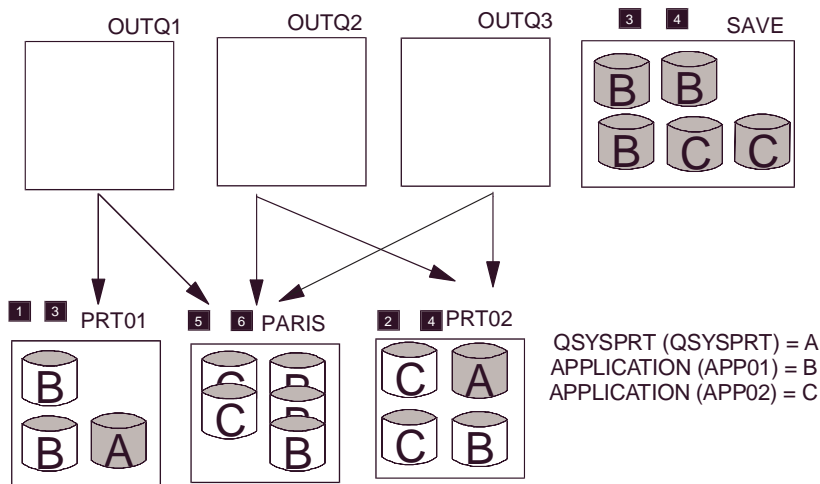 OUTQ1
OUTQ2
OUTQ3
3 4 SAVE
B B
B C C
1 3 PRT01
5 6 PARIS
2 4 PRT02
B
B A
C B
C B
B
C A
C B
QSYSPRT (QSYSPRT) = A
APPLICATION (APP01) = B
APPLICATION (APP02) = C